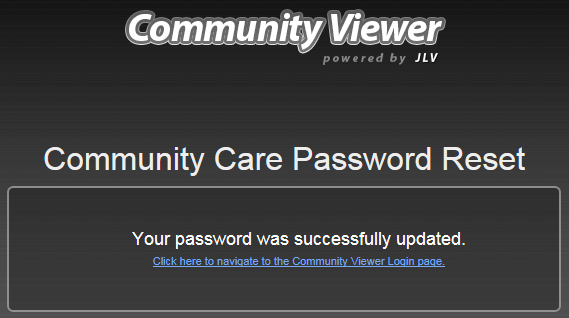 Community Viewer
powered by JLV
Community Care Password Reset
Your password was successfully updated.
Click here to navigate to the Community Viewer Login page.